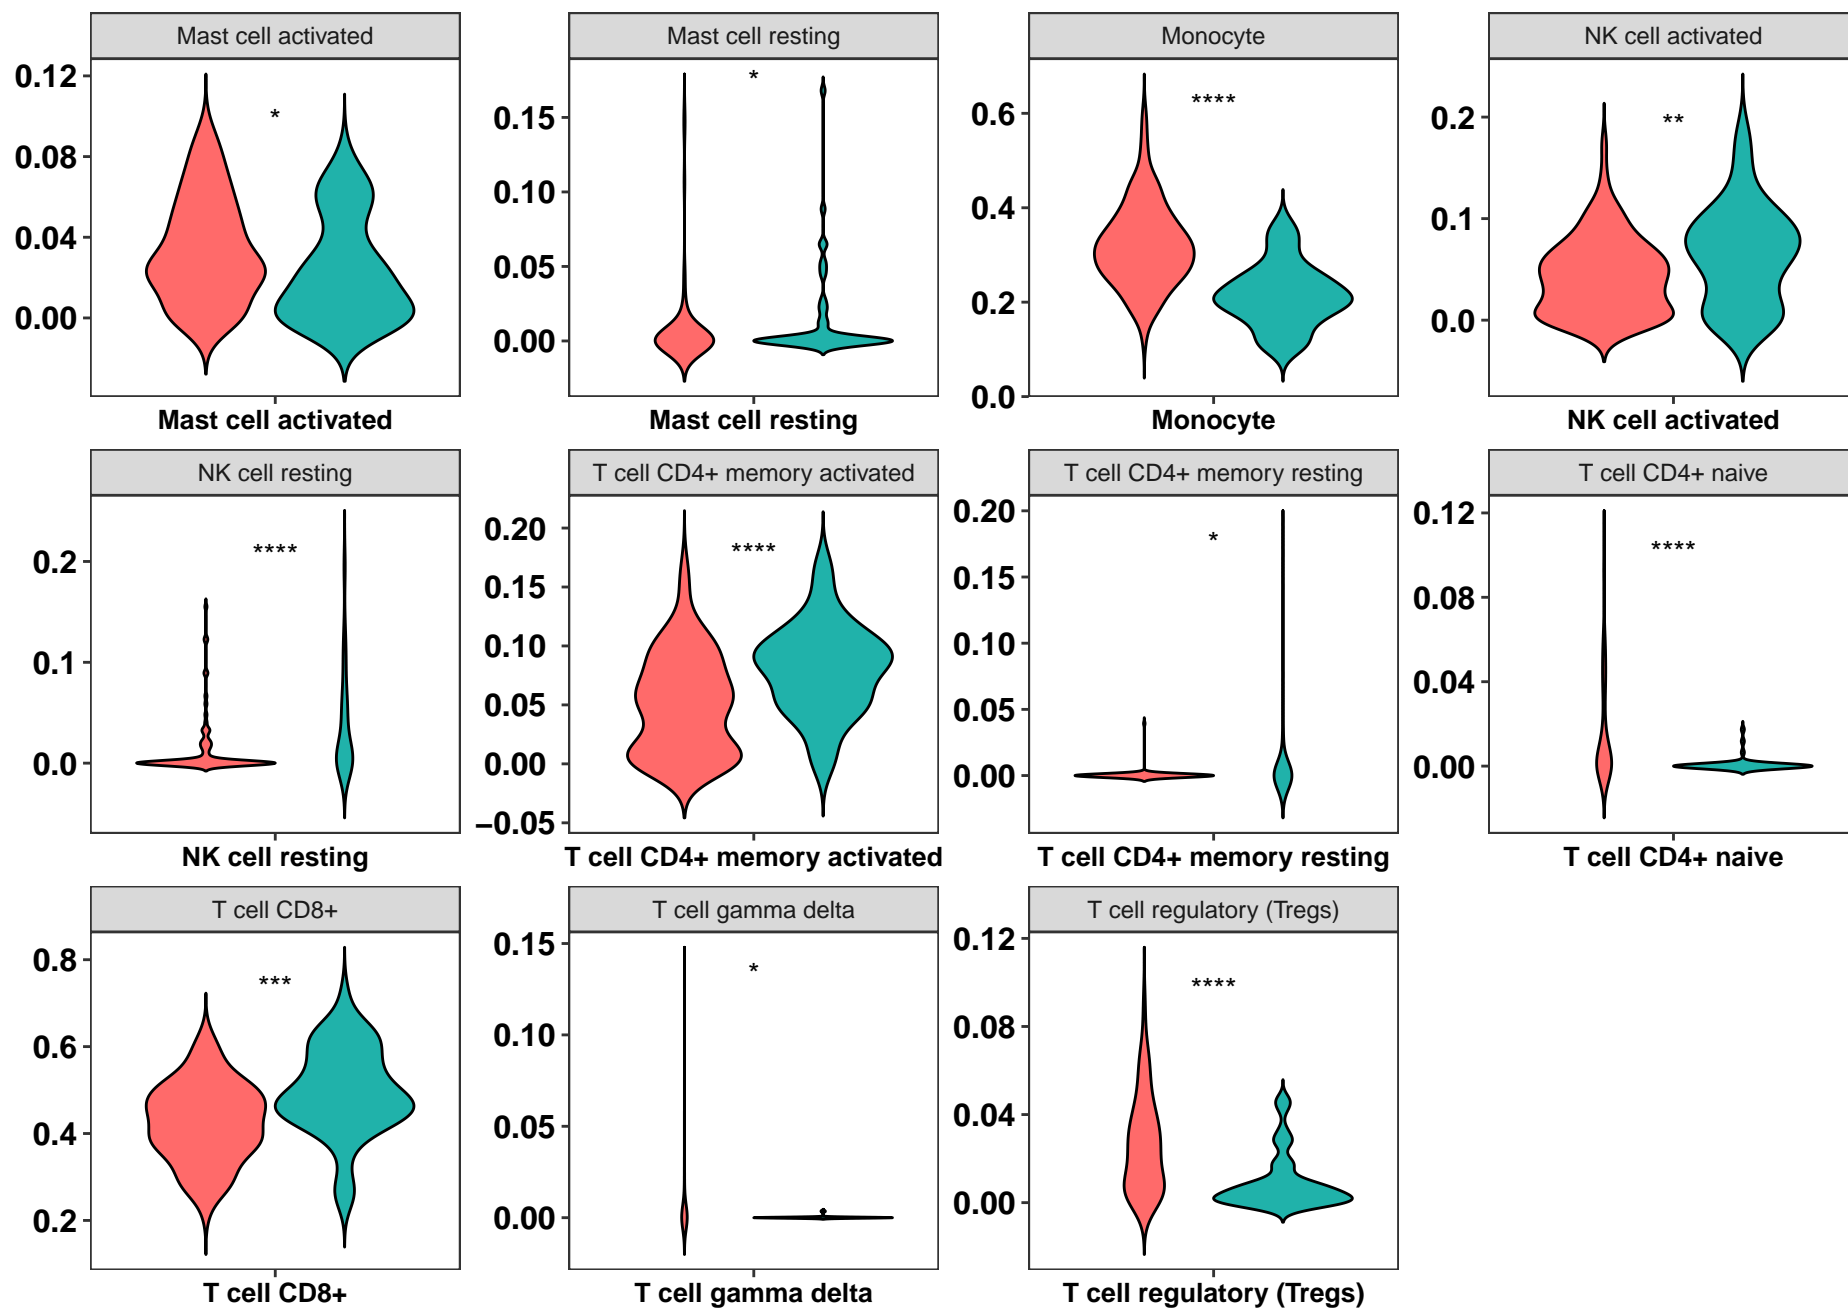 Mast cell activated
Mast cell resting
Monocyte
NK cell activated
0.12
0.08
0.04
0.00
*
0.15
0.10
0.05
0.00
*
0.6
0.4
0.2
0.0
****
0.2
0.1
0.0
**
Mast cell activated
Mast cell resting
Monocyte
NK cell activated
NK cell resting
T cell CD4+ memory activated
T cell CD4+ memory resting
T cell CD4+ naive
0.2
0.1
0.0
****
0.20
0.15
0.10
0.05
0.00
−0.05
****
0.20
0.15
0.10
0.05
0.00
*
0.12
0.08
0.04
0.00
****
NK cell resting
T cell CD4+ memory activated
T cell CD4+ memory resting
T cell CD4+ naive
T cell CD8+
T cell gamma delta
T cell regulatory (Tregs)
0.8
0.6
0.4
0.2
***
0.15
0.10
0.05
0.00
*
0.12
0.08
0.04
0.00
****
T cell CD8+
T cell gamma delta
T cell regulatory (Tregs)